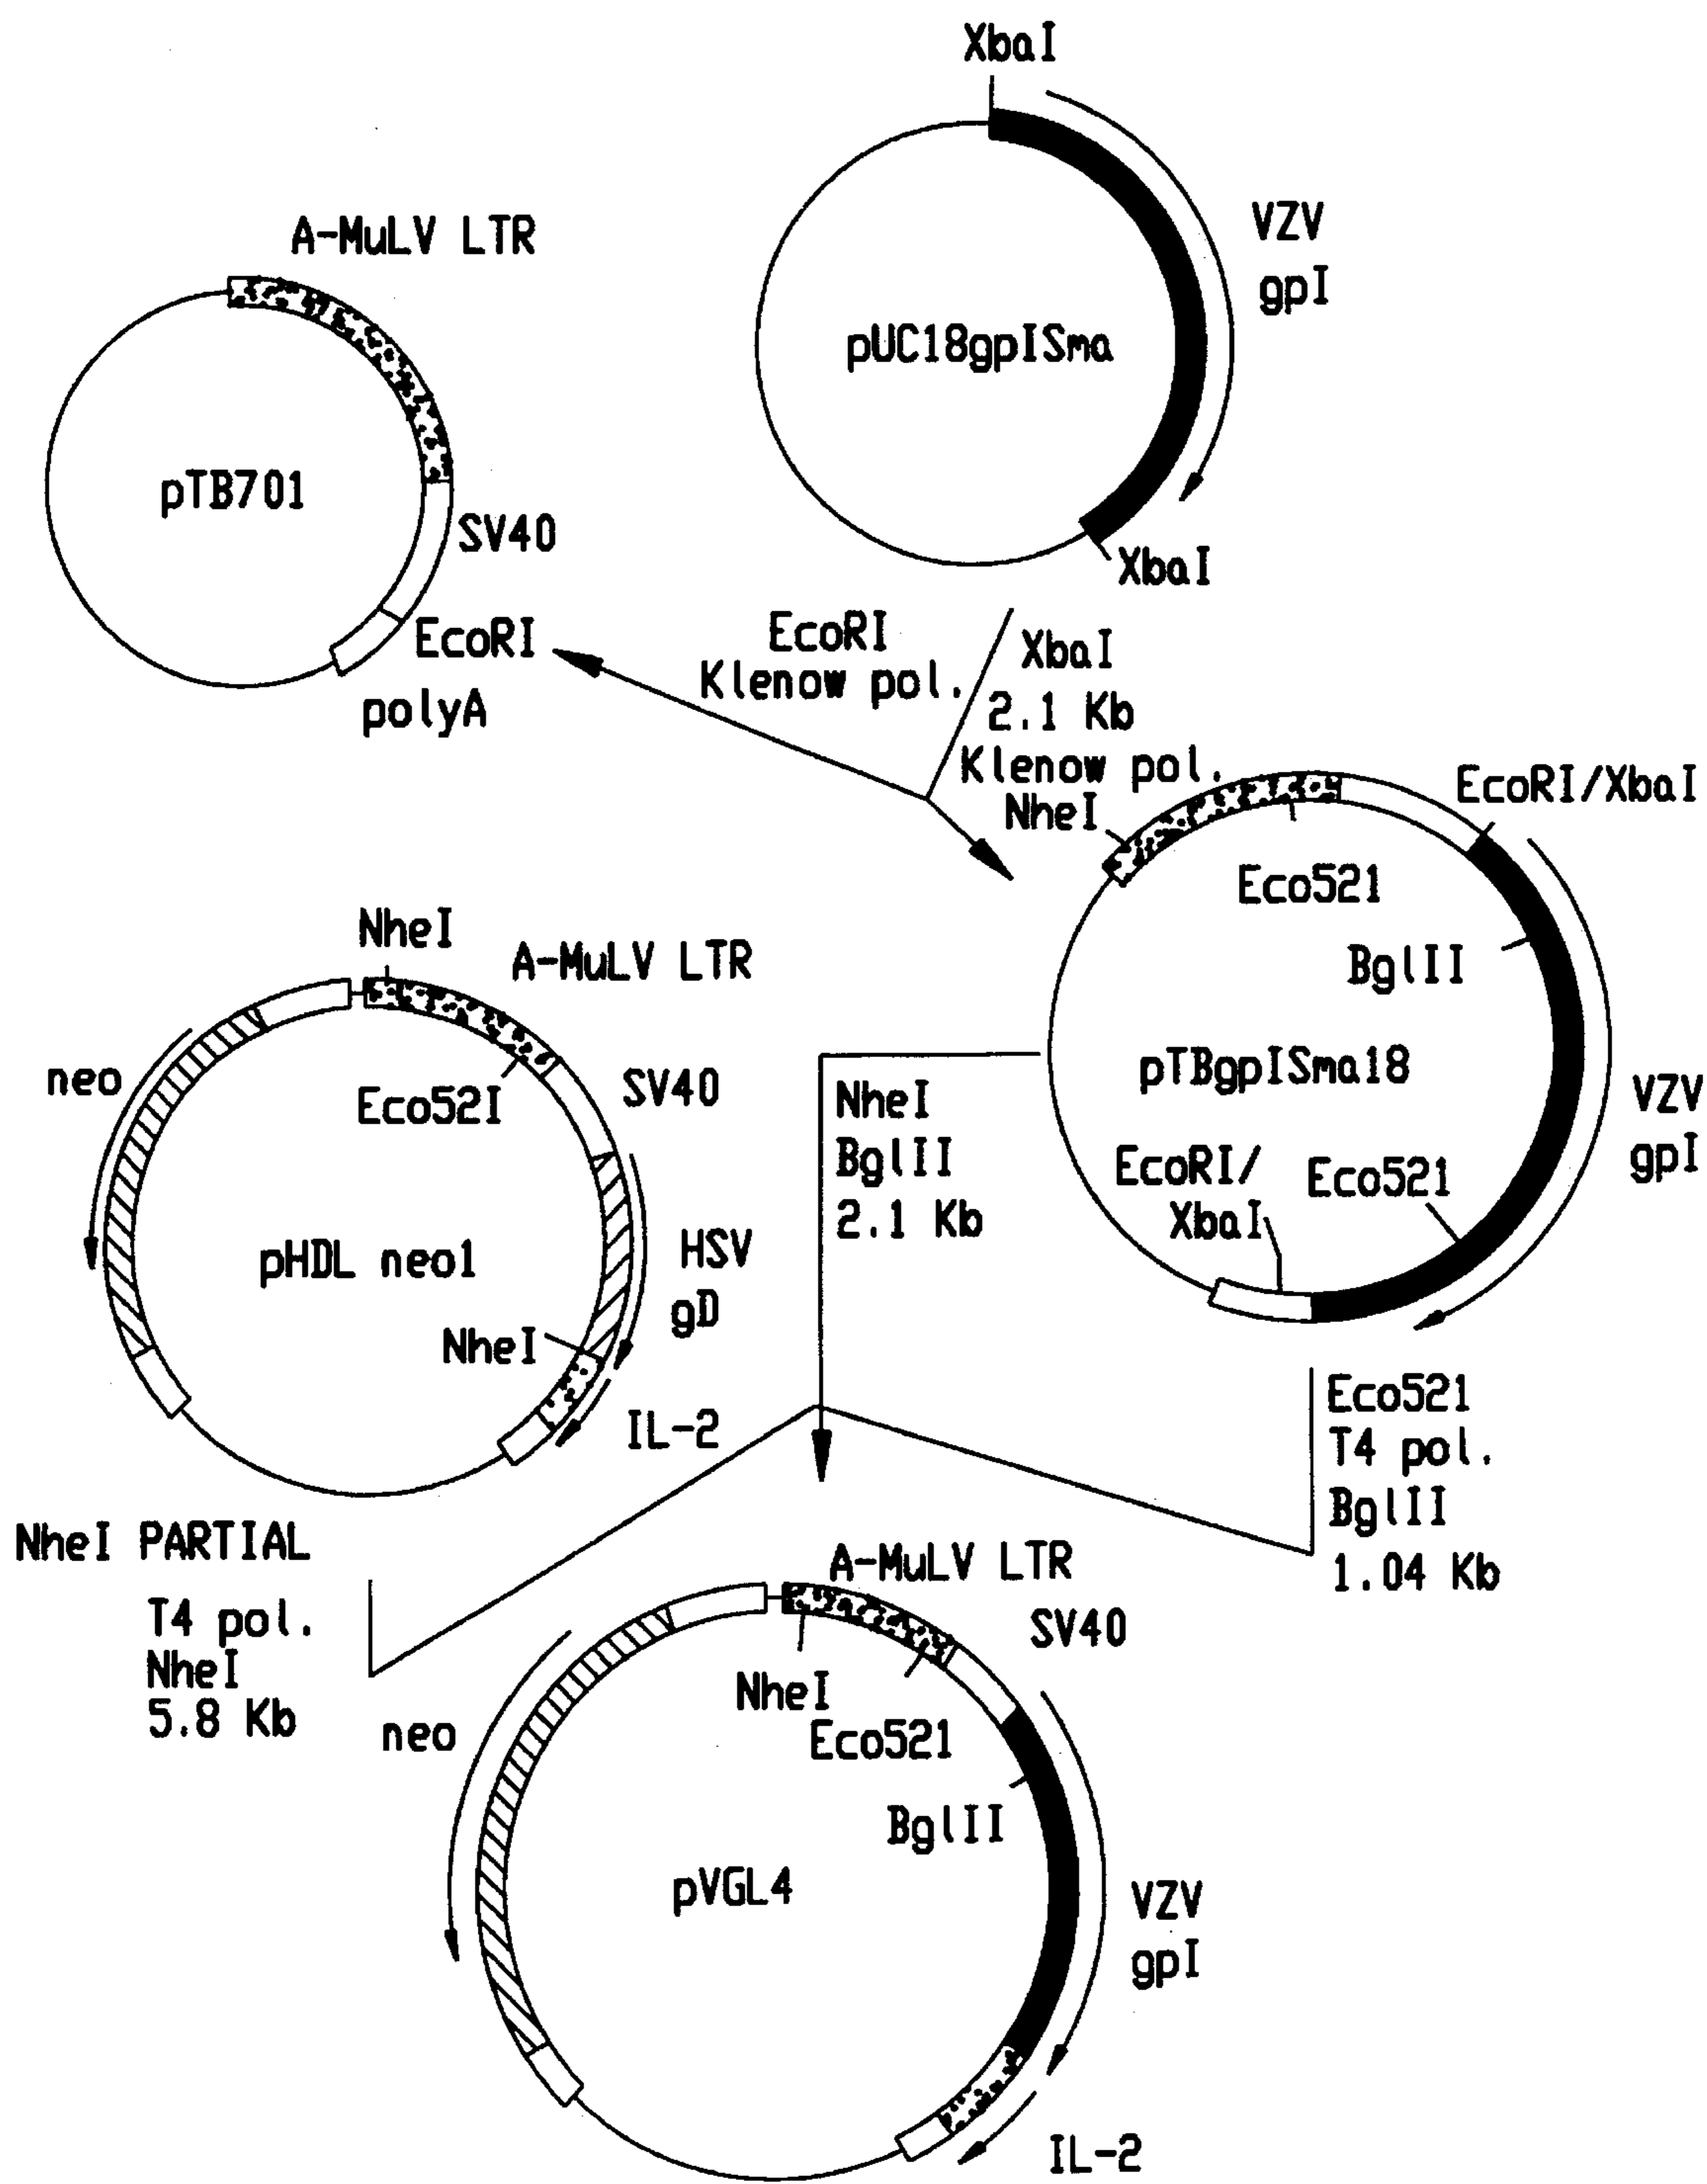 XbaI
VZV
gpI
pUC18gpISma
XbaI
A-MuLV LTR
pTB701
SV40
EcoRI
polyA
EcoRI
Klenow pol.
XbaI
2.1 Kb
Klenow pol.
NheI
EcoRI/XbaI
Eco521
BglII
pTBgpISma18
VZV
gpI
EcoRI/
XbaI
Eco521
NheI
A-MuLV LTR
neo
Eco52I
SV40
pHDL neo1
HSV
gD
NheI
IL-2
NheI
BglII
2.1 Kb
Eco521
T4 pol.
BglII
1.04 Kb
NheI PARTIAL
T4 pol.
NheI
5.8 Kb
A-MuLV LTR
SV40
neo
NheI
Eco521
BglII
pVGL4
VZV
gpI
IL-2